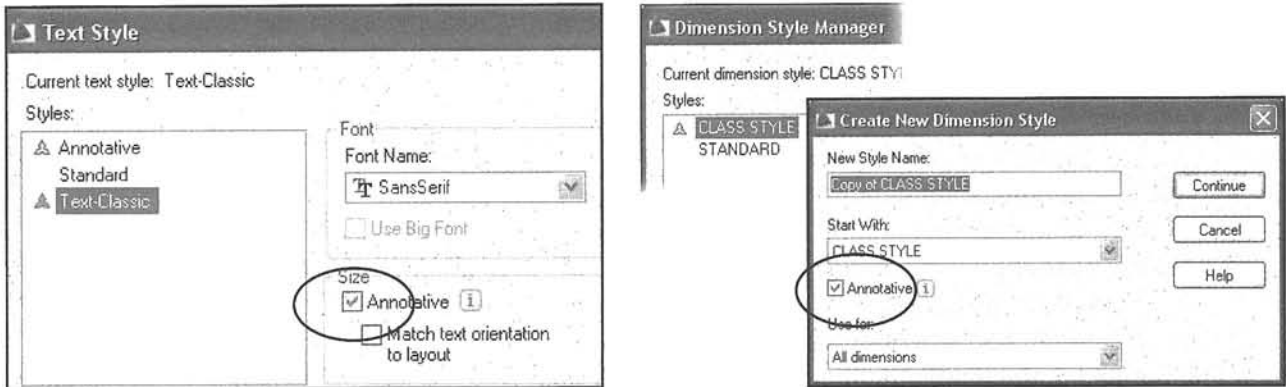 Text Style
Current text style: Text-Classic
Styles:
Annotative
Standard
Text-Classic
Font
Font Name:
SansSerif
Use Big Font
Size
Annotative
Match text orientation
to layout
Dimension Style Manager
Current dimension style: CLASS STY
Styles:
CLASS STYLE
STANDARD
Create New Dimension Style
New Style Name:
Copy of CLASS STYLE
Start With:
CLASS STYLE
Annotative
Use for:
All dimensions
Continue
Cancel
Help